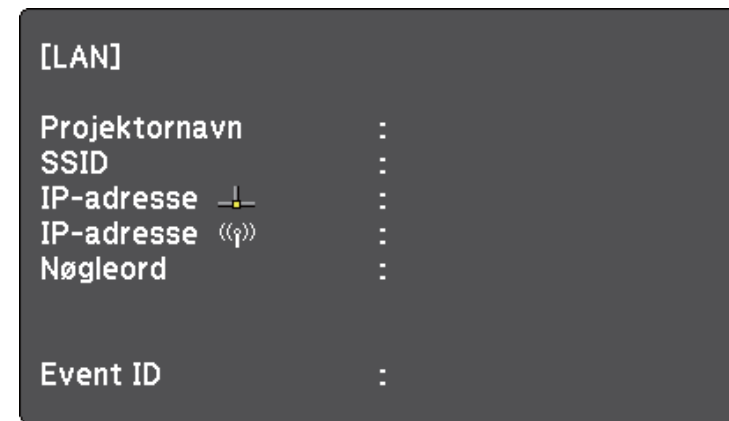 [LAN]
Projektornavn :
SSID :
IP-adresse :
IP-adresse :
Nøgleord :
Event ID :